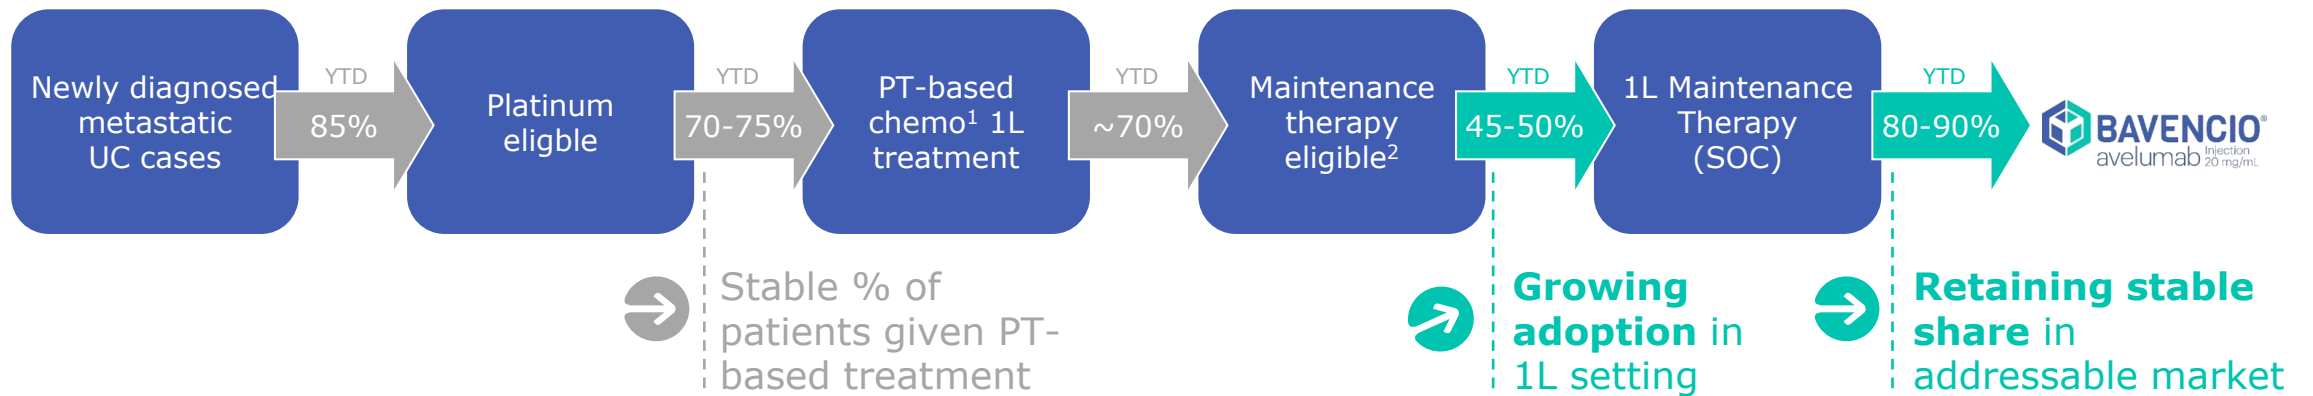 Newly diagnosed
metastatic
UC cases
YTD
85%
Platinum
eligble
YTD
70-75%
PT-based
chemo1 1L
treatment
YTD
~70%
Maintenance
therapy
eligible2
YTD
45-50%
1L Maintenance
Therapy
(SOC)
YTD
80-90%
BAVENCIO®
avelumab Injection
20 mg/mL
Stable % of
patients given PT-
based treatment
Growing
adoption in
1L setting
Retaining stable
share in
addressable market